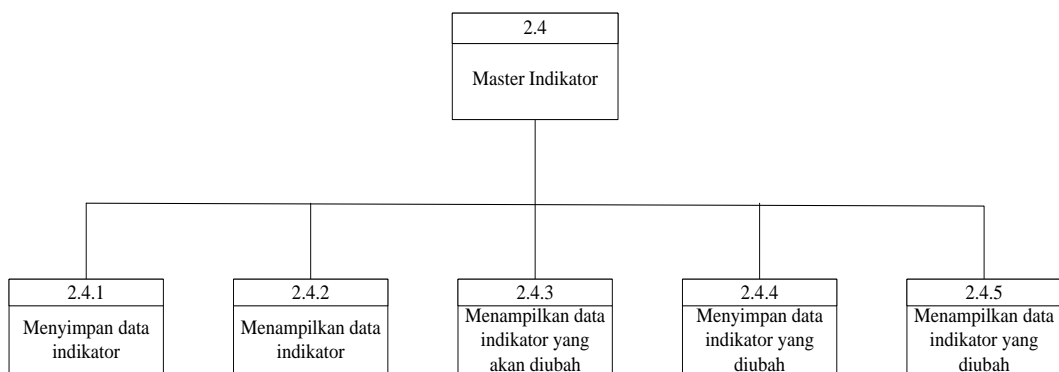 2.4
Master Indikator
2.4.1
Menyimpan data
indikator
2.4.2
Menampilkan data
indikator
2.4.3
Menampilkan data
indikator yang
akan diubah
2.4.4
Menyimpan data
indikator yang
diubah
2.4.5
Menampilkan data
indikator yang
diubah